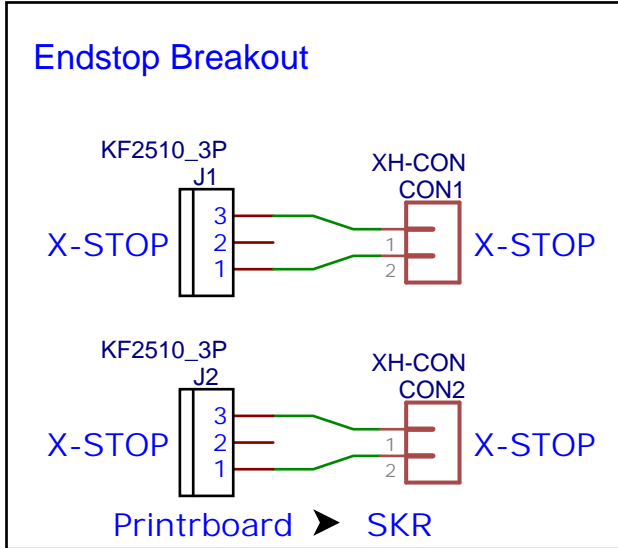 Endstop Breakout
KF2510_3P
J1
XH-CON
CON1
3
2
1
1
2
X-STOP
X-STOP
KF2510_3P
J2
XH-CON
CON2
3
2
1
1
2
X-STOP
X-STOP
Printrboard ➤ SKR